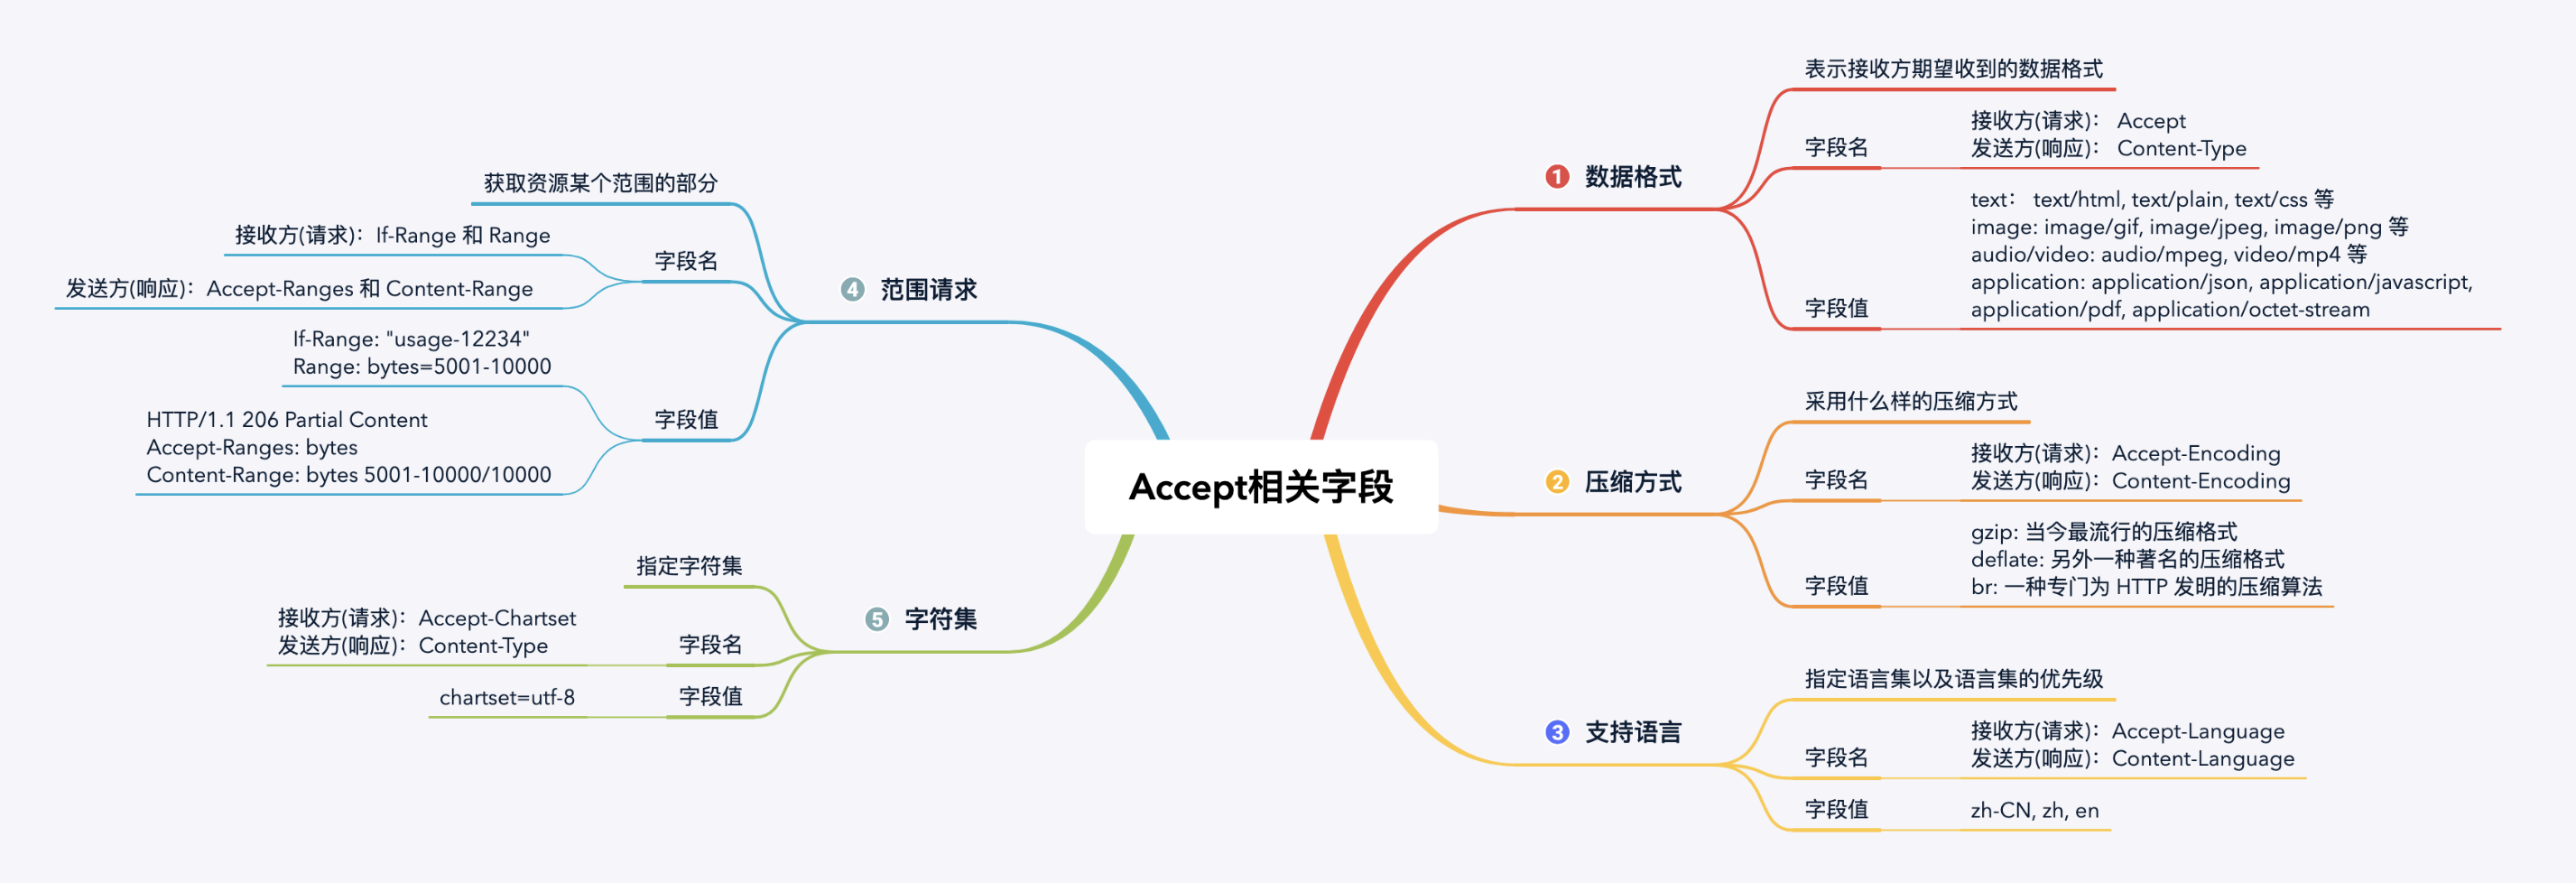 Accept相关字段
1 数据格式
表示接收方期望收到的数据格式
字段名
接收方(请求)： Accept
发送方(响应)： Content-Type
字段值
text： text/html, text/plain, text/css 等
image: image/gif, image/jpeg, image/png 等
audio/video: audio/mpeg, video/mp4 等
application: application/json, application/javascript,
application/pdf, application/octet-stream
2 压缩方式
采用什么样的压缩方式
字段名
接收方(请求)：Accept-Encoding
发送方(响应)：Content-Encoding
字段值
gzip: 当今最流行的压缩格式
deflate: 另外一种著名的压缩格式
br: 一种专门为 HTTP 发明的压缩算法
3 支持语言
指定语言集以及语言集的优先级
字段名
接收方(请求)：Accept-Language
发送方(响应)：Content-Language
字段值
zh-CN, zh, en
4 范围请求
获取资源某个范围的部分
字段名
接收方(请求)：If-Range 和 Range
发送方(响应)：Accept-Ranges 和 Content-Range
字段值
If-Range: "usage-12234"
Range: bytes=5001-10000
HTTP/1.1 206 Partial Content
Accept-Ranges: bytes
Content-Range: bytes 5001-10000/10000
5 字符集
指定字符集
字段名
接收方(请求)：Accept-Chartset
发送方(响应)：Content-Type
字段值
chartset=utf-8